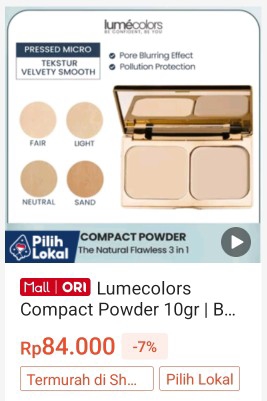 lumécolors
BE CONFIDENT, BE YOU
PRESSED MICRO
TEKSTUR
VELVETY SMOOTH
Pore Blurring Effect
Pollution Protection
FAIR
LIGHT
NEUTRAL
SAND
Pilih
Lokal
COMPACT POWDER
The Natural Flawless 3 in 1
Mall | ORI Lumecolors
Compact Powder 10gr | B...
Rp84.000 -7%
Termurah di Sh...
Pilih Lokal